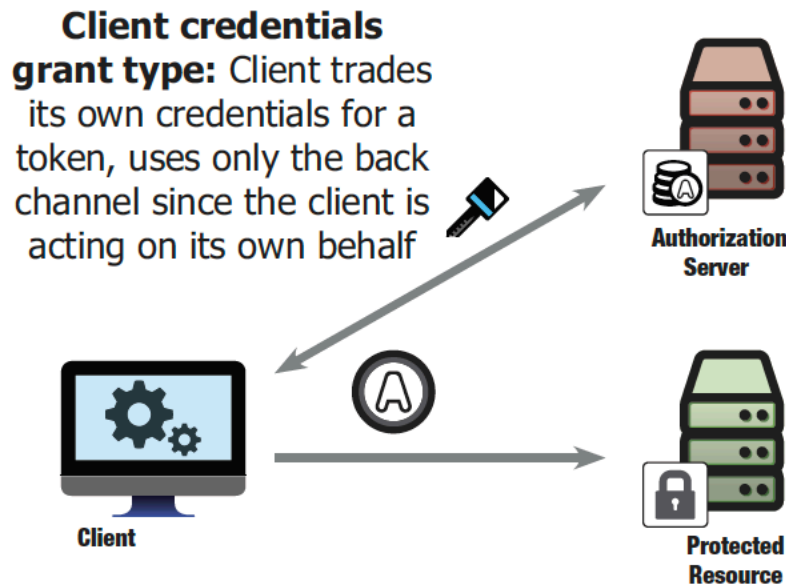 Client credentials
grant type: Client trades
its own credentials for a
token, uses only the back
channel since the client is
acting on its own behalf
A
Authorization
Server
A
Client
Protected
Resource